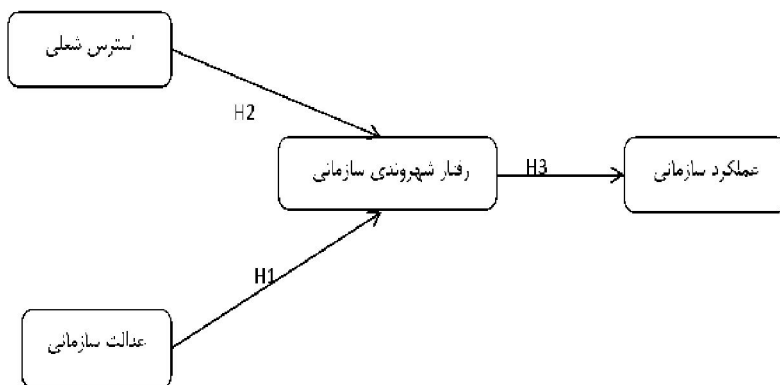 استرس شغلی
H2
رفتار شهروندی سازمانی
H3
عملکرد سازمانی
H1
عدالت سازمانی